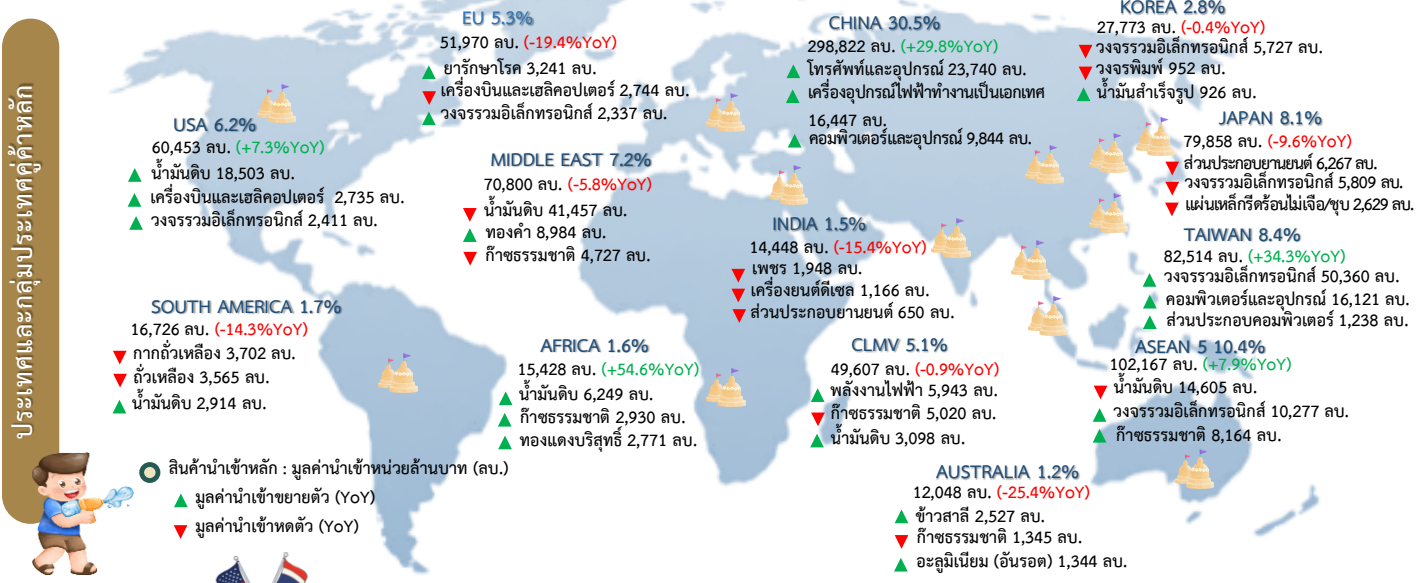 ประเทศและกลุ่มประเทศคู่ค้าหลัก
EU 5.3%
51,970 ลบ. (-19.4%YoY)
ยารักษาโรค 3,241 ลบ.
เครื่องบินและเฮลิคอปเตอร์ 2,744 ลบ.
วงจรรวมอิเล็กทรอนิกส์ 2,337 ลบ.
CHINA 30.5%
298,822 ลบ. (+29.8%YoY)
โทรศัพท์และอุปกรณ์ 23,740 ลบ.
เครื่องอุปกรณ์ไฟฟ้าทำงานเป็นเอกเทศ
16,447 ลบ.
คอมพิวเตอร์และอุปกรณ์ 9,844 ลบ.
KOREA 2.8%
27,773 ลบ. (-0.4%YoY)
วงจรรวมอิเล็กทรอนิกส์ 5,727 ลบ.
วงจรพิมพ์ 952 ลบ.
น้ำมันสำเร็จรูป 926 ลบ.
USA 6.2%
60,453 ลบ. (+7.3%YoY)
น้ำมันดิบ 18,503 ลบ.
เครื่องบินและเฮลิคอปเตอร์ 2,735 ลบ.
วงจรรวมอิเล็กทรอนิกส์ 2,411 ลบ.
MIDDLE EAST 7.2%
70,800 ลบ. (-5.8%YoY)
น้ำมันดิบ 41,457 ลบ.
ทองคำ 8,984 ลบ.
ก๊าซธรรมชาติ 4,727 ลบ.
JAPAN 8.1%
79,858 ลบ. (-9.6%YoY)
ส่วนประกอบยานยนต์ 6,267 ลบ.
วงจรรวมอิเล็กทรอนิกส์ 5,809 ลบ.
แผ่นเหล็กรีดร้อนไม่เจือ/ชุบ 2,629 ลบ.
INDIA 1.5%
14,448 ลบ. (-15.4%YoY)
เพชร 1,948 ลบ.
เครื่องยนต์ดีเซล 1,166 ลบ.
ส่วนประกอบยานยนต์ 650 ลบ.
TAIWAN 8.4%
82,514 ลบ. (+34.3%YoY)
วงจรรวมอิเล็กทรอนิกส์ 50,360 ลบ.
คอมพิวเตอร์และอุปกรณ์ 16,121 ลบ.
ส่วนประกอบคอมพิวเตอร์ 1,238 ลบ.
SOUTH AMERICA 1.7%
16,726 ลบ. (-14.3%YoY)
กากถั่วเหลือง 3,702 ลบ.
ถั่วเหลือง 3,565 ลบ.
น้ำมันดิบ 2,914 ลบ.
AFRICA 1.6%
15,428 ลบ. (+54.6%YoY)
น้ำมันดิบ 6,249 ลบ.
ก๊าซธรรมชาติ 2,930 ลบ.
ทองแดงบริสุทธิ์ 2,771 ลบ.
CLMV 5.1%
49,607 ลบ. (-0.9%YoY)
พลังงานไฟฟ้า 5,943 ลบ.
ก๊าซธรรมชาติ 5,020 ลบ.
น้ำมันดิบ 3,098 ลบ.
ASEAN 5 10.4%
102,167 ลบ. (+7.9%YoY)
น้ำมันดิบ 14,605 ลบ.
วงจรรวมอิเล็กทรอนิกส์ 10,277 ลบ.
ก๊าซธรรมชาติ 8,164 ลบ.
AUSTRALIA 1.2%
12,048 ลบ. (-25.4%YoY)
ข้าวสาลี 2,527 ลบ.
ก๊าซธรรมชาติ 1,345 ลบ.
อะลูมิเนียม (อันรอต) 1,344 ลบ.
สินค้านำเข้าหลัก : มูลค่านำเข้าหน่วยล้านบาท (ลบ.)
มูลค่านำเข้าขยายตัว (YoY)
มูลค่านำเข้าหดตัว (YoY)